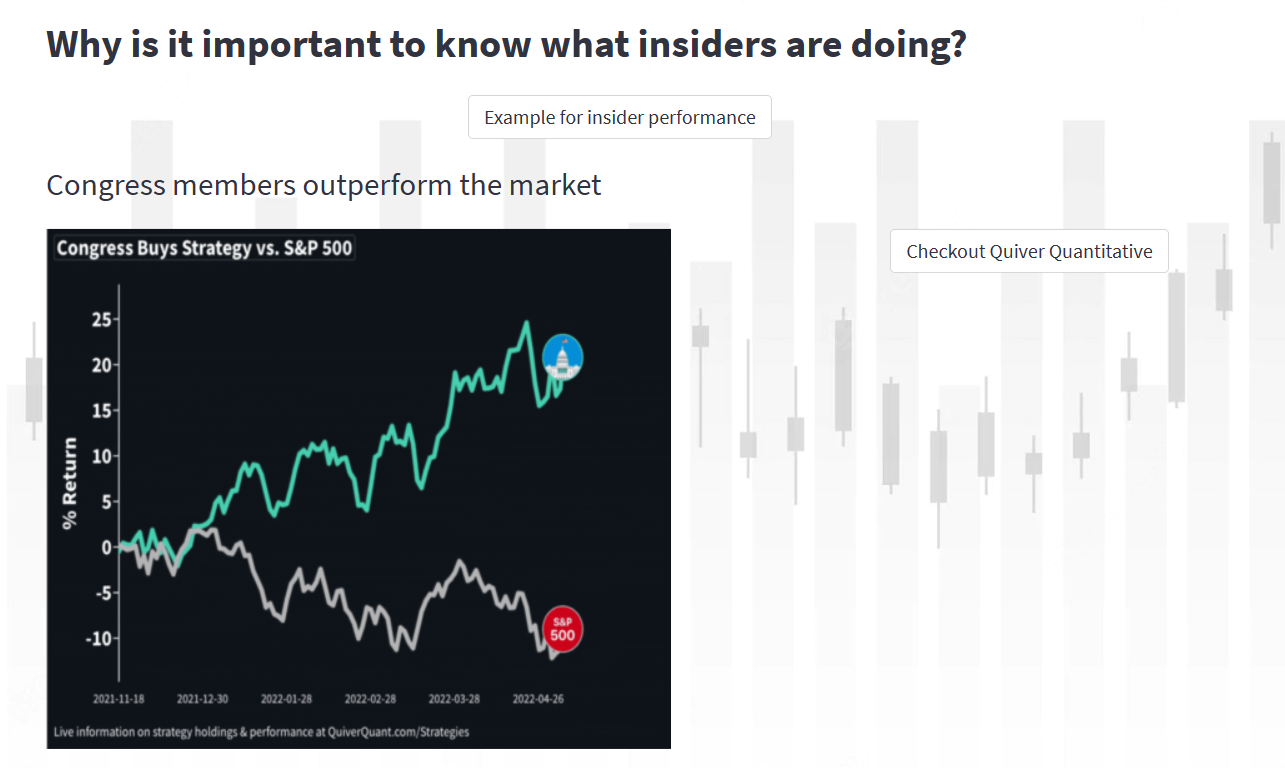 Why is it important to know what insiders are doing?
Example for insider performance
Congress members outperform the market
Checkout Quiver Quantitative
Congress Buys Strategy vs. S&P 500
% Return
25
20
15
10
5
0
-5
-10
S&P
500
2021-11-18 2021-12-30 2022-01-28 2022-02-28 2022-03-28 2022-04-26
Live information on strategy holdings & performance at QuiverQuant.com/Strategies